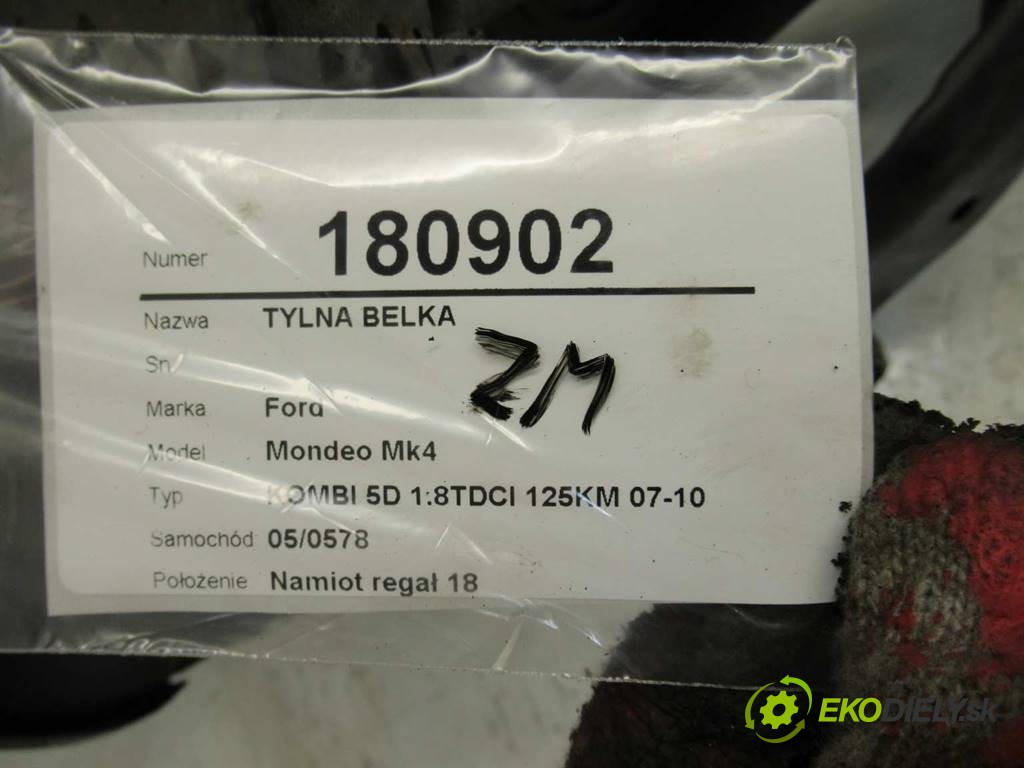 Numer 180902
Nazwa TYLNA BELKA
Sn
ZM
Marka Ford
Model Mondeo Mk4
Typ KOMBI 5D 1.8TDCI 125KM 07-10
Samochód 05/0578
Położenie Namiot regał 18
EKODIELY.sk